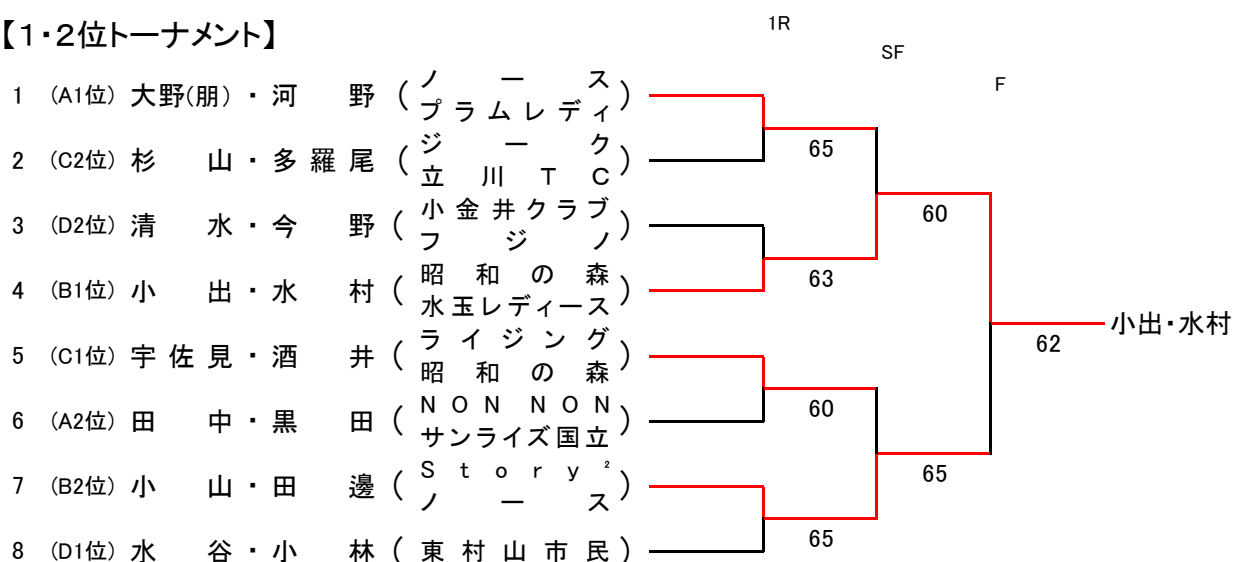 【1・2位トーナメント】
1R
SF
F
1 (A1位) 大野(朋)・河野 (ノース プラムレディ)
2 (C2位) 杉山・多羅尾 (ジーク 立川TC)
3 (D2位) 清水・今野 (小金井クラブ フジノ)
4 (B1位) 小出・水村 (昭和の森 水玉レディース)
5 (C1位) 宇佐見・酒井 (ライジング 昭和の森)
6 (A2位) 田中・黒田 (NON NON サンライズ国立)
7 (B2位) 小山・田邊 (Story² ノース)
8 (D1位) 水谷・小林 (東村山市民)
65
63
60
65
60
65
62
小出・水村